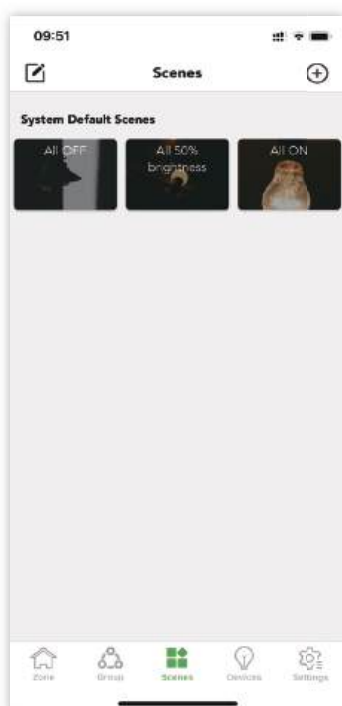 09:51
Scenes
System Default Scenes
All OFF
All 50%
brightness
All ON
Zone
Group
Scenes
Devices
Settings